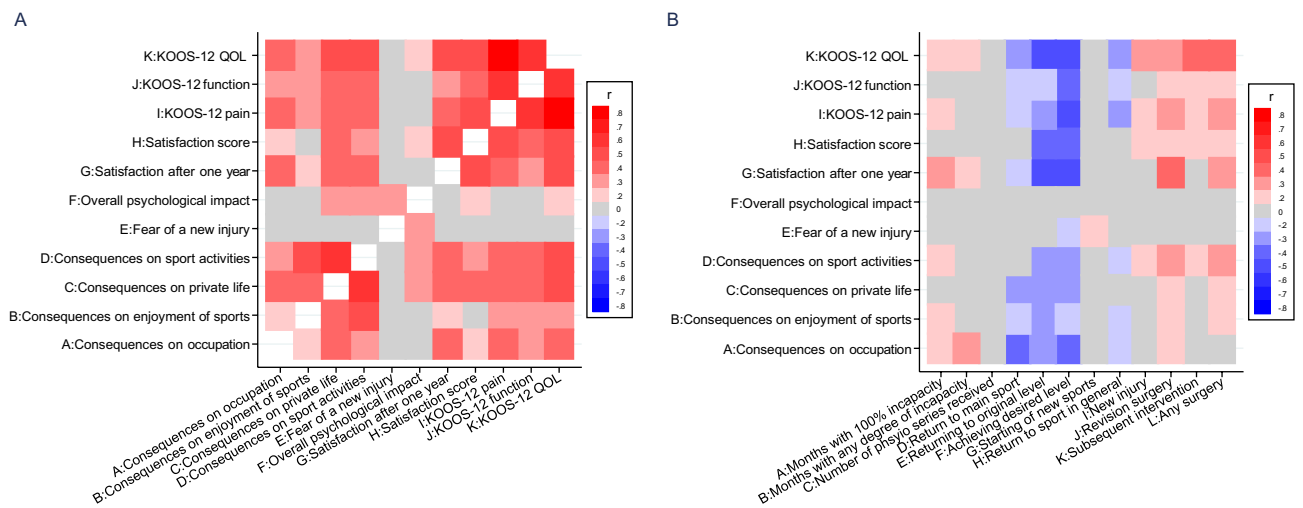 A
K:KOOS-12 QOL
J:KOOS-12 function
I:KOOS-12 pain
H:Satisfaction score
G:Satisfaction after one year
F:Overall psychological impact
E:Fear of a new injury
D:Consequences on sport activities
C:Consequences on private life
B:Consequences on enjoyment of sports
A:Consequences on occupation
A:Consequences on occupation
B:Consequences on enjoyment of sports
C:Consequences on private life
D:Consequences on sport activities
E:Fear of a new injury
F:Overall psychological impact
G:Satisfaction after one year
H:Satisfaction score
I:KOOS-12 pain
J:KOOS-12 function
K:KOOS-12 QOL
r
.8
.7
.6
.5
.4
.3
.2
0
-.2
-.3
-.4
-.5
-.6
-.7
-.8
B
K:KOOS-12 QOL
J:KOOS-12 function
I:KOOS-12 pain
H:Satisfaction score
G:Satisfaction after one year
F:Overall psychological impact
E:Fear of a new injury
D:Consequences on sport activities
C:Consequences on private life
B:Consequences on enjoyment of sports
A:Consequences on occupation
A:Months with 100% incapacity
B:Months with any degree of incapacity
C:Number of phsyio series received
D:Return to main sport
E:Returning to original level
F:Achieving desired level
G:Starting of new sports
H:Return to sport in general
I:New injury
J:Revision surgery
K:Subsequent intervention
L:Any surgery
r
.8
.7
.6
.5
.4
.3
.2
0
-.2
-.3
-.4
-.5
-.6
-.7
-.8